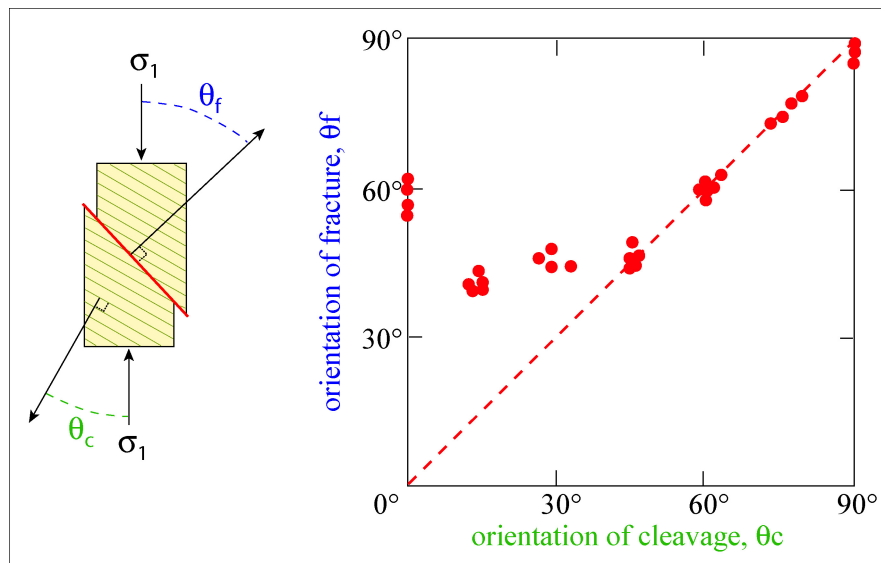 σ1
θf
θc
σ1
orientation of fracture, θf
90°
60°
30°
0°
30°
60°
90°
orientation of cleavage, θc